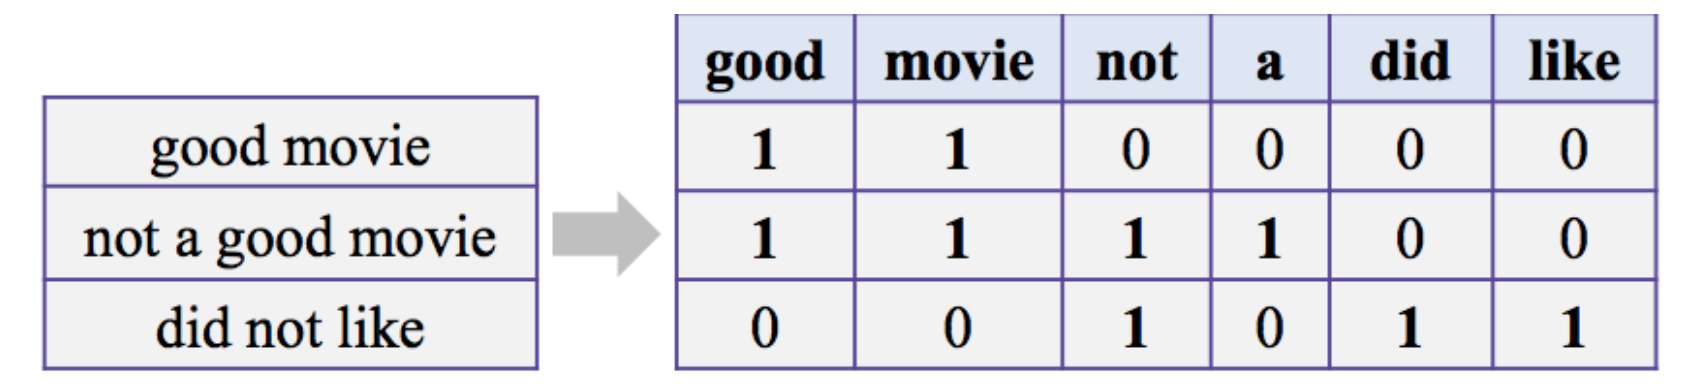 good movie not a did like
good movie
1 1 0 0 0 0
not a good movie
1 1 1 1 0 0
did not like
0 0 1 0 1 1